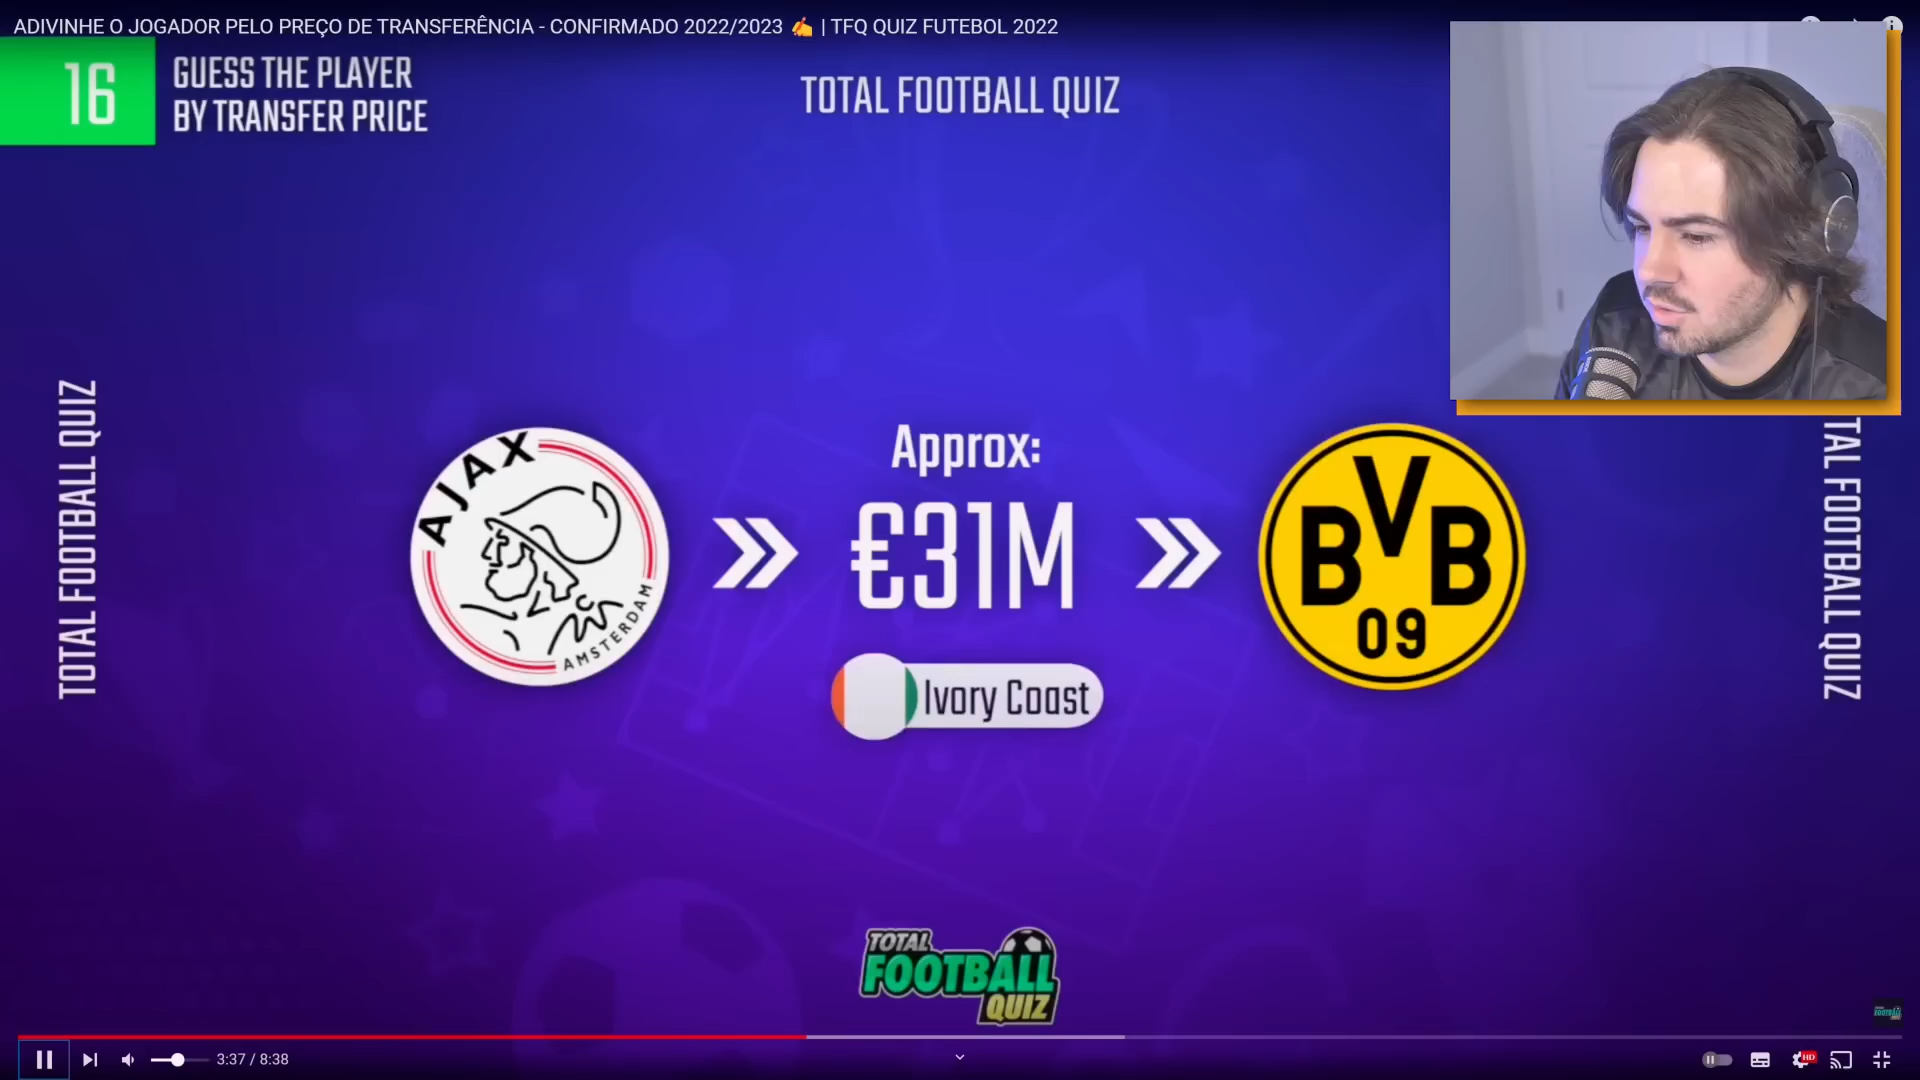 ADIVINHE O JOGADOR PELO PREÇO DE TRANSFERÊNCIA - CONFIRMADO 2022/2023 ✍️ | TFQ QUIZ FUTEBOL 2022
16
GUESS THE PLAYER
BY TRANSFER PRICE
TOTAL FOOTBALL QUIZ
TOTAL FOOTBALL QUIZ
AJAX
AMSTERDAM
Approx:
€31M
Ivory Coast
BVB
09
TAL FOOTBALL QUIZ
TOTAL
FOOTBALL
QUIZ
3:37 / 8:38
HD